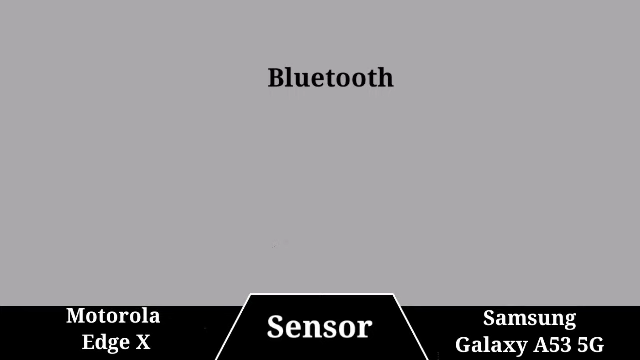 Bluetooth
Motorola
Edge X
Sensor
Samsung
Galaxy A53 5G